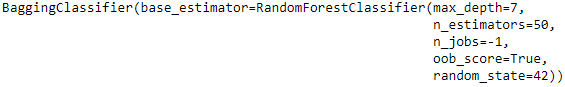 BaggingClassifier(base_estimator=RandomForestClassifier(max_depth=7,
n_estimators=50,
n_jobs=-1,
oob_score=True,
random_state=42))